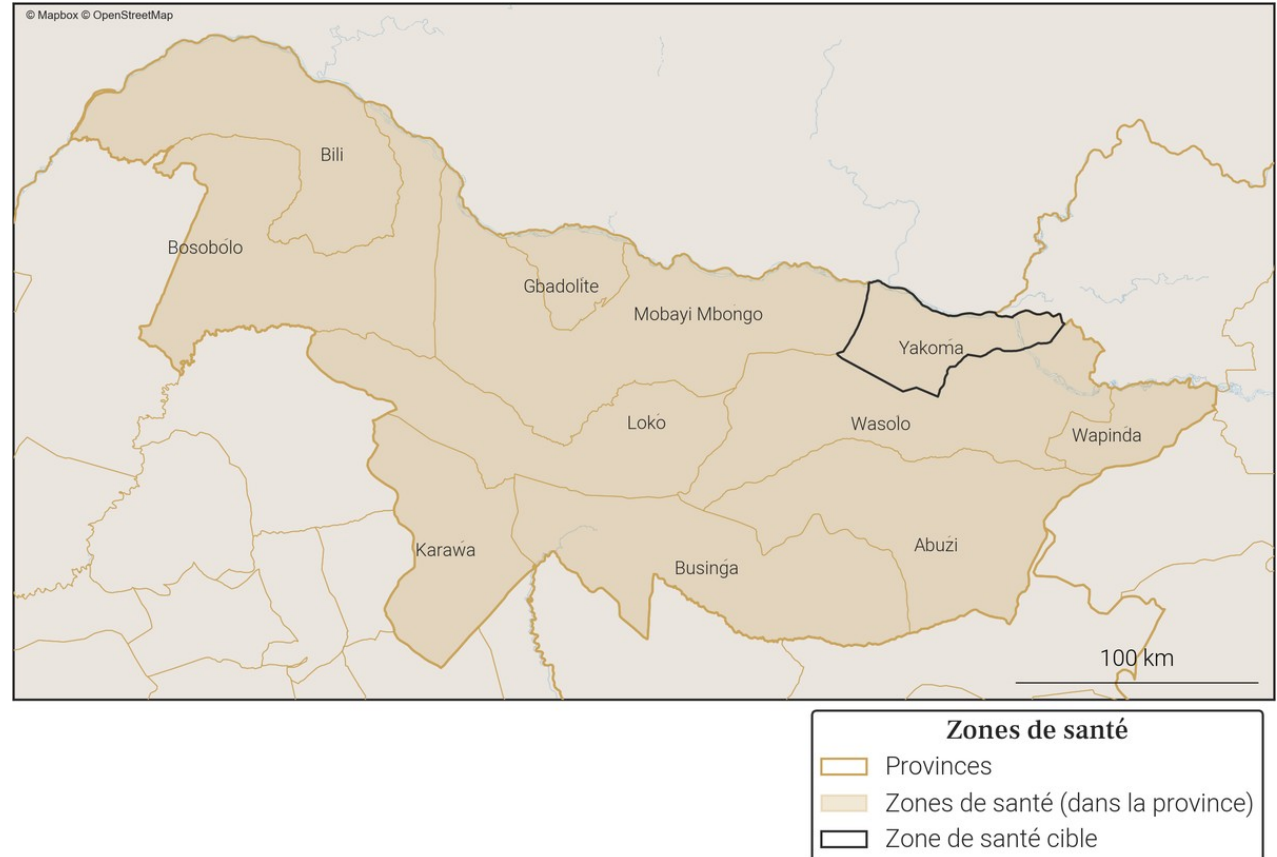 © Mapbox © OpenStreetMap
Bili
Bosobolo
Gbadolite
Mobayi Mbongo
Yakoma
Loko
Wasolo
Wapinda
Karawa
Businga
Abuzi
100 km
Zones de santé
Provinces
Zones de santé (dans la province)
Zone de santé cible